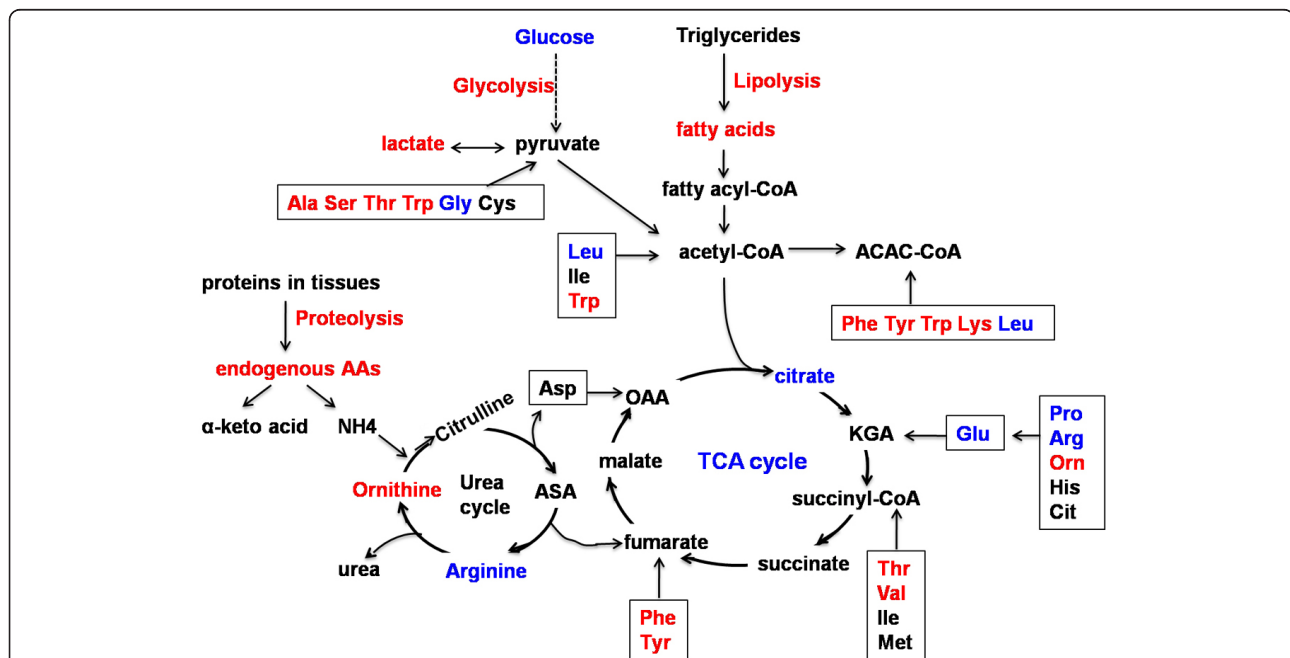 Glucose
Triglycerides
Glycolysis
Lipolysis
lactate
pyruvate
fatty acids
Ala Ser Thr Trp Gly Cys
fatty acyl-CoA
Leu
Ile
Trp
acetyl-CoA
ACAC-CoA
proteins in tissues
Proteolysis
Phe Tyr Trp Lys Leu
endogenous AAs
α-keto acid
NH4
Citrulline
Asp
OAA
citrate
KGA
Glu
Pro
Arg
Orn
His
Cit
malate
TCA cycle
Ornithine
Urea
cycle
ASA
succinyl-CoA
fumarate
succinate
urea
Arginine
Phe
Tyr
Thr
Val
Ile
Met